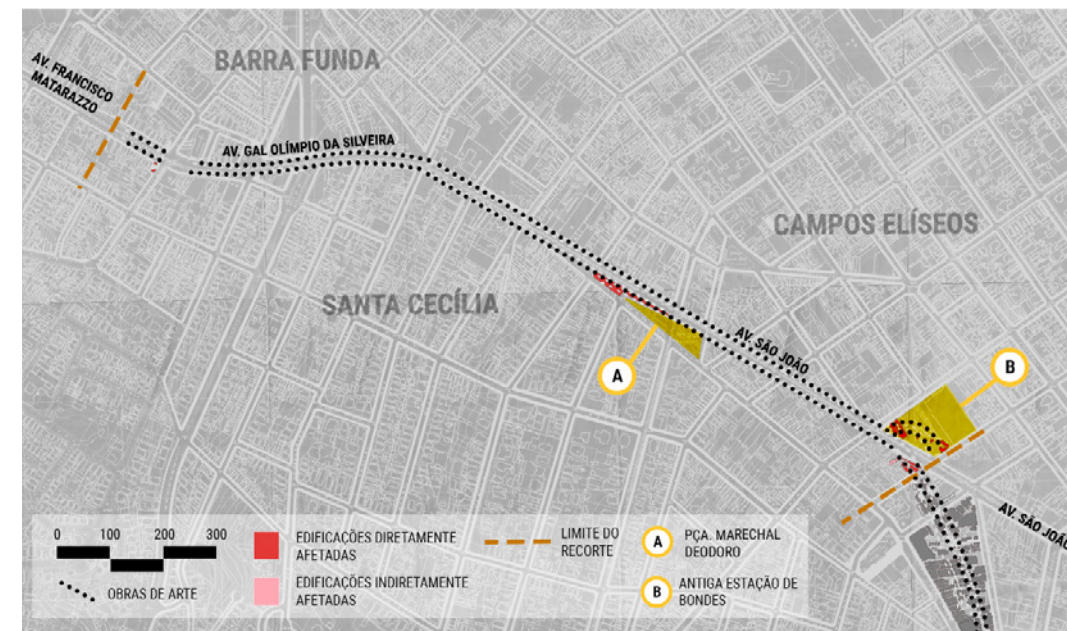 BARRA FUNDA
AV. FRANCISCO
MATARAZZO
AV. GAL OLÍMPIO DA SILVEIRA
CAMPOS ELÍSEOS
SANTA CECÍLIA
AV. SÃO JOÃO
A
B
AV. SÃO JOÃO
0 100 200 300
OBRAS DE ARTE
EDIFICAÇÕES DIRETAMENTE
AFETADAS
EDIFICAÇÕES INDIRETAMENTE
AFETADAS
LIMITE DO
RECORTE
A PÇA. MARECHAL
DEODORO
B ANTIGA ESTAÇÃO DE
BONDES